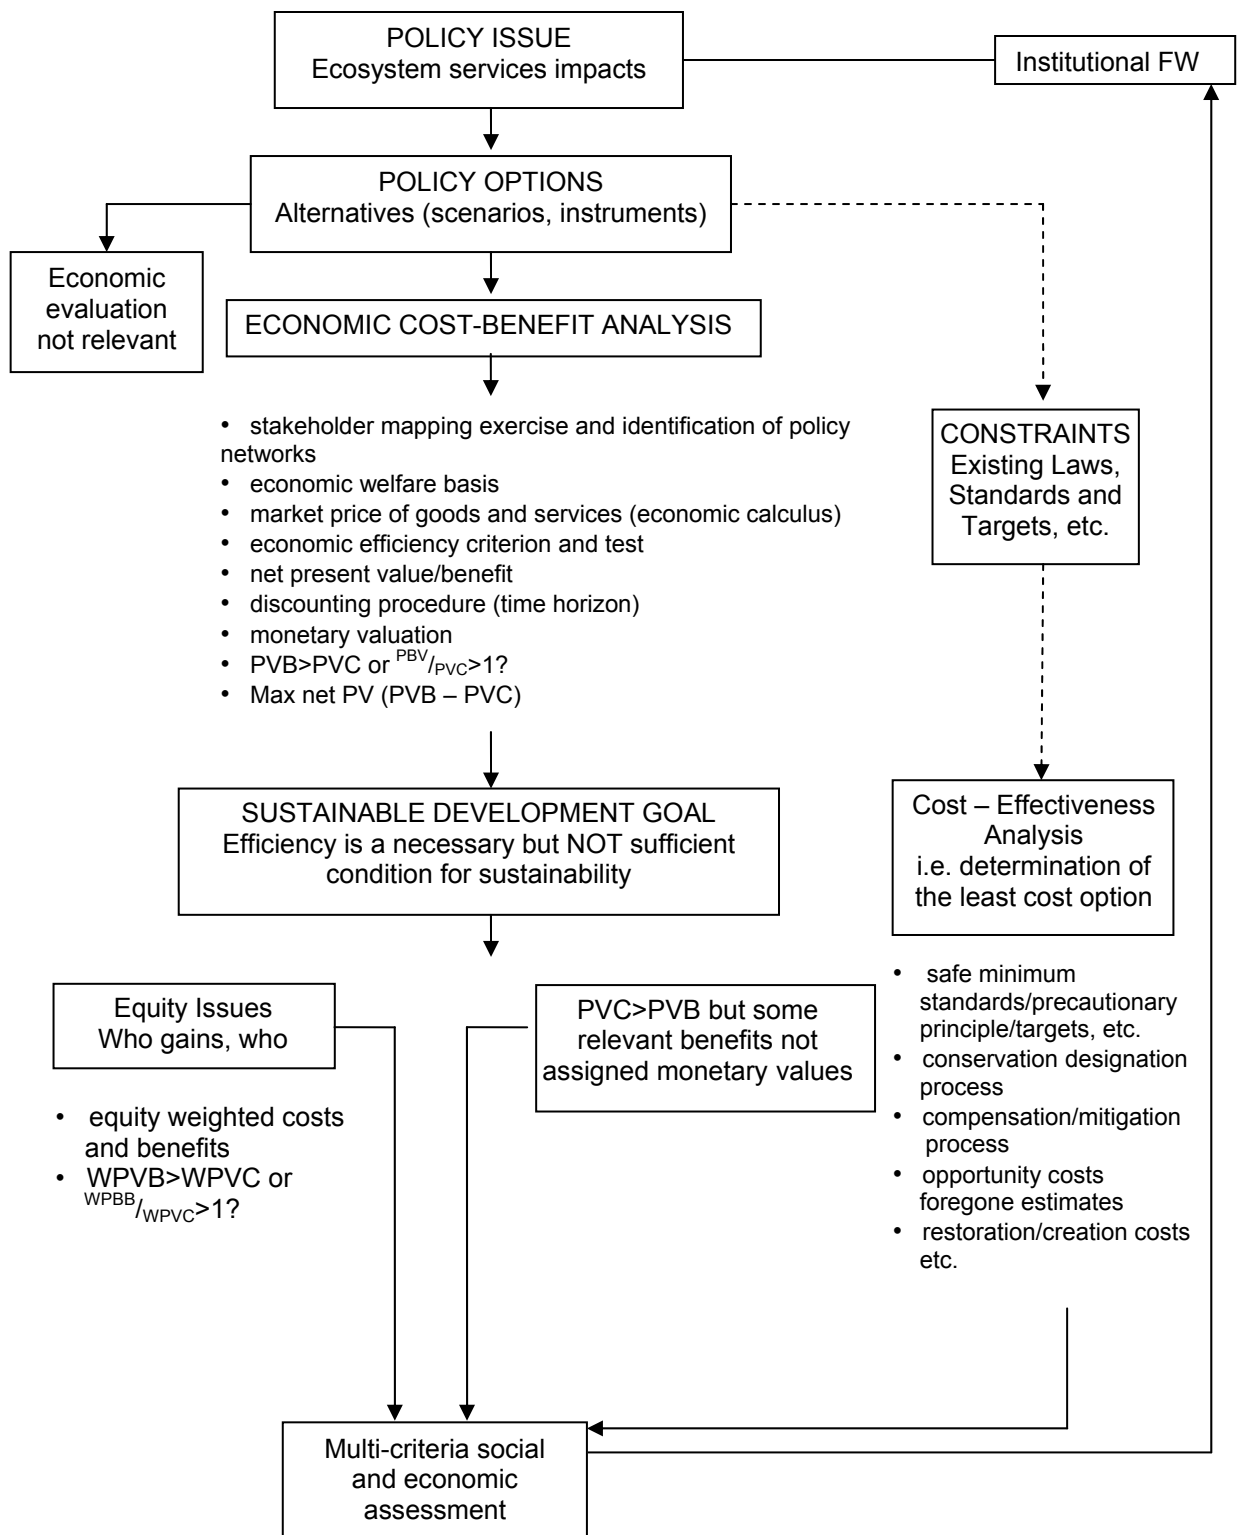 POLICY ISSUE
Ecosystem services impacts
Institutional FW
POLICY OPTIONS
Alternatives (scenarios, instruments)
Economic
evaluation
not relevant
ECONOMIC COST-BENEFIT ANALYSIS
• stakeholder mapping exercise and identification of policy
networks
• economic welfare basis
• market price of goods and services (economic calculus)
• economic efficiency criterion and test
• net present value/benefit
• discounting procedure (time horizon)
• monetary valuation
• PVB>PVC or PBV/PVC>1?
• Max net PV (PVB – PVC)
CONSTRAINTS
Existing Laws,
Standards and
Targets, etc.
SUSTAINABLE DEVELOPMENT GOAL
Efficiency is a necessary but NOT sufficient
condition for sustainability
Cost – Effectiveness
Analysis
i.e. determination of
the least cost option
Equity Issues
Who gains, who
• equity weighted costs
and benefits
• WPVB>WPVC or
WPBB/WPVC>1?
PVC>PVB but some
relevant benefits not
assigned monetary values
• safe minimum
standards/precautionary
principle/targets, etc.
• conservation designation
process
• compensation/mitigation
process
• opportunity costs
foregone estimates
• restoration/creation costs
etc.
Multi-criteria social
and economic
assessment